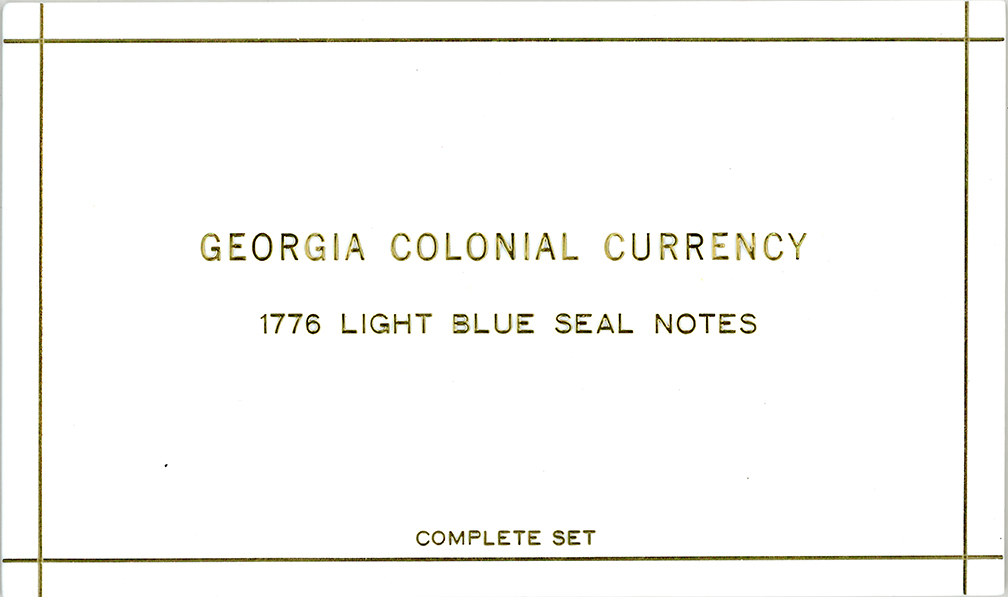 GEORGIA COLONIAL CURRENCY
1776 LIGHT BLUE SEAL NOTES
COMPLETE SET